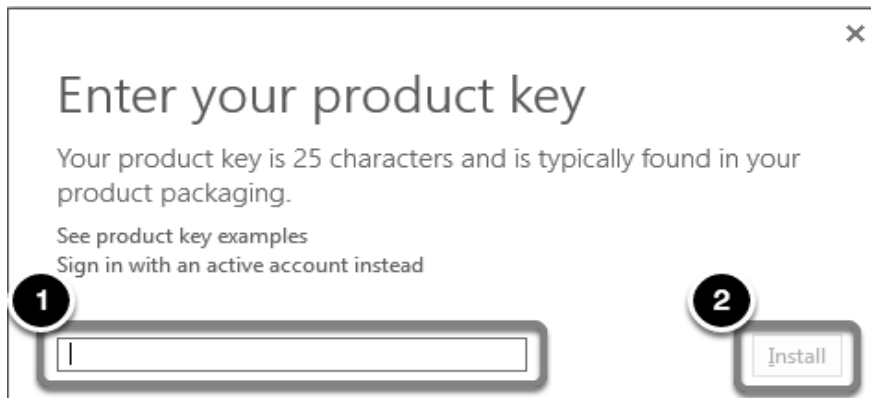 Enter your product key
Your product key is 25 characters and is typically found in your
product packaging.
See product key examples
Sign in with an active account instead
1
2
Install